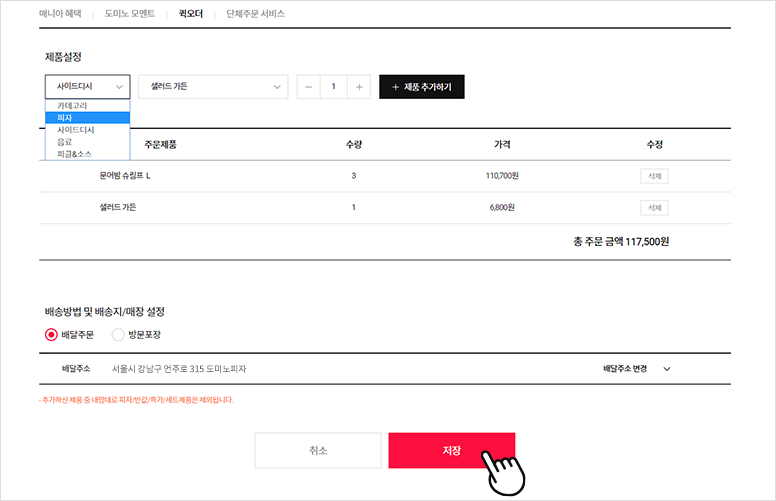 매니아 혜택 | 도미노 모멘트 | 퀵오더 | 단체주문 서비스
제품설정
사이드디시 샐러드 가든 − 1 + + 제품 추가하기
카테고리
피자
사이드디시
음료
피클&소스
주문제품 수량 가격 수정
문어밤 슈림프 L 3 110,700원 삭제
샐러드 가든 1 6,800원 삭제
총 주문 금액 117,500원
배송방법 및 배송지/매장 설정
배달주문 방문포장
배달주소 서울시 강남구 언주로 315 도미노피자 배달주소 변경
- 추가하신 제품 중 내맘대로 피자/반값/특가/세트제품은 제외됩니다.
취소 저장